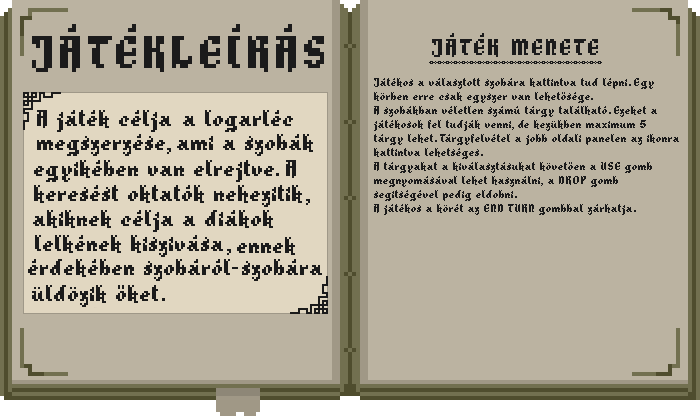 JÁTÉKLEÍRÁS
A játék célja a logarléc
megszerzése, ami a szobák
egyikében van elrejtve. A
keresést oktatók nehezitik,
akiknek célja a diákok
lelkének kiszivása, ennek
érdekében szobáról-szobára
üldözik őket.
JÁTÉK MENETE
Játékos a választott szobára kattintva tud lépni. Egy
körben erre csak egyszer van lehetősége.
A szobákban véletlen számú tárgy található. Ezeket a
játékosok fel tudják venni, de kezükben maximum 5
tárgy lehet. Tárgyfelvétel a jobb oldali panelen az ikonra
kattintva lehetséges.
A tárgyakat a kiválasztásukat követően a USE gomb
megnyomásával lehet használni, a DROP gomb
segitségével pedig eldobni.
A játékos a körét az END TURN gombbal zárhatja.